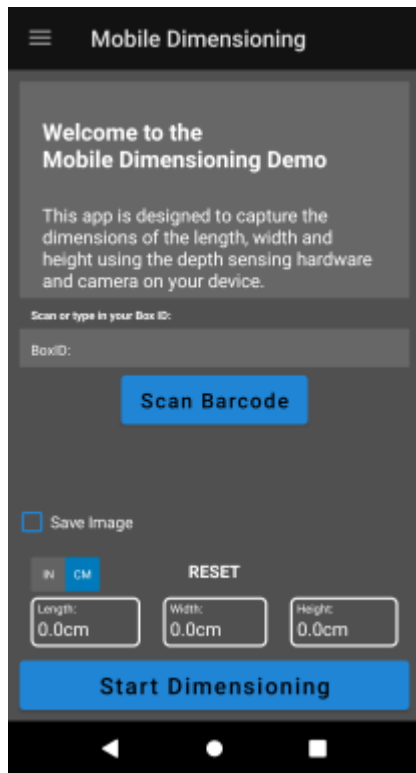 Mobile Dimensioning
Welcome to the
Mobile Dimensioning Demo
This app is designed to capture the
dimensions of the length, width and
height using the depth sensing hardware
and camera on your device.
Scan or type in your Box ID:
BoxID:
Scan Barcode
Save Image
IN CM RESET
Length: Width: Height:
0.0cm 0.0cm 0.0cm
Start Dimensioning